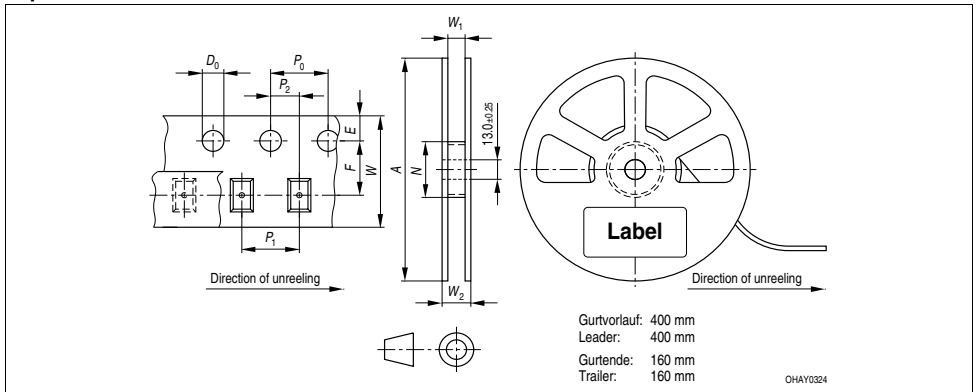 D₀
P₀
P₂
E
F
W
P₁
Direction of unreeling
W₁
A
N
13.0±0.25
W₂
Label
Direction of unreeling
Gurtvorlauf: 400 mm
Leader: 400 mm
Gurtende: 160 mm
Trailer: 160 mm
OHAY0324